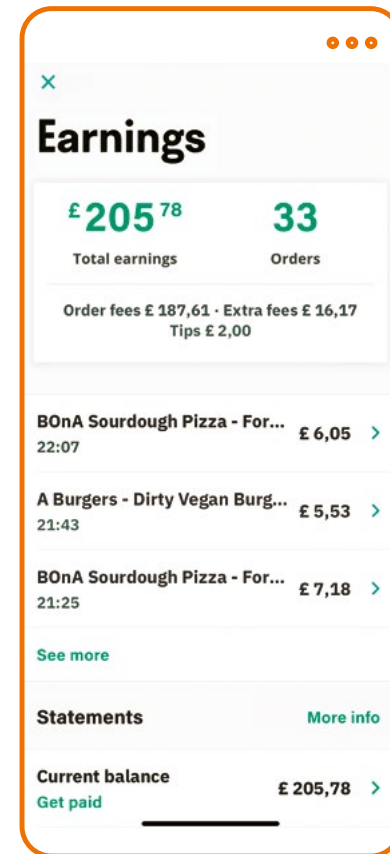 Earnings
£205 78 33
Total earnings Orders
Order fees £ 187,61 · Extra fees £ 16,17
Tips £ 2,00
BOnA Sourdough Pizza - For... £ 6,05
22:07
A Burgers - Dirty Vegan Burg... £ 5,53
21:43
BOnA Sourdough Pizza - For... £ 7,18
21:25
See more
Statements More info
Current balance £ 205,78
Get paid